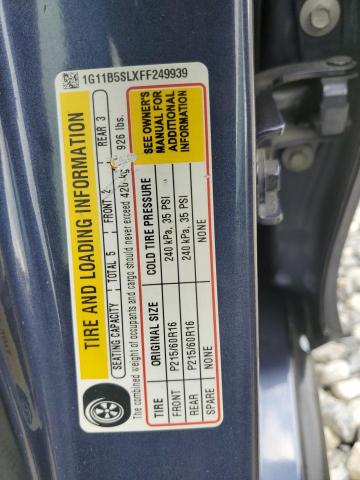 1G11B5SLXFF249939
TIRE AND LOADING INFORMATION
SEATING CAPACITY TOTAL 5 FRONT 2 REAR 3
The combined weight of occupants and cargo should never exceed 420 kg 926 lbs.
TIRE ORIGINAL SIZE COLD TIRE PRESSURE
FRONT P215/60R16 240 kPa, 35 PSI
REAR P215/60R16 240 kPa, 35 PSI
SPARE NONE NONE
SEE OWNER'S
MANUAL FOR
ADDITIONAL
INFORMATION